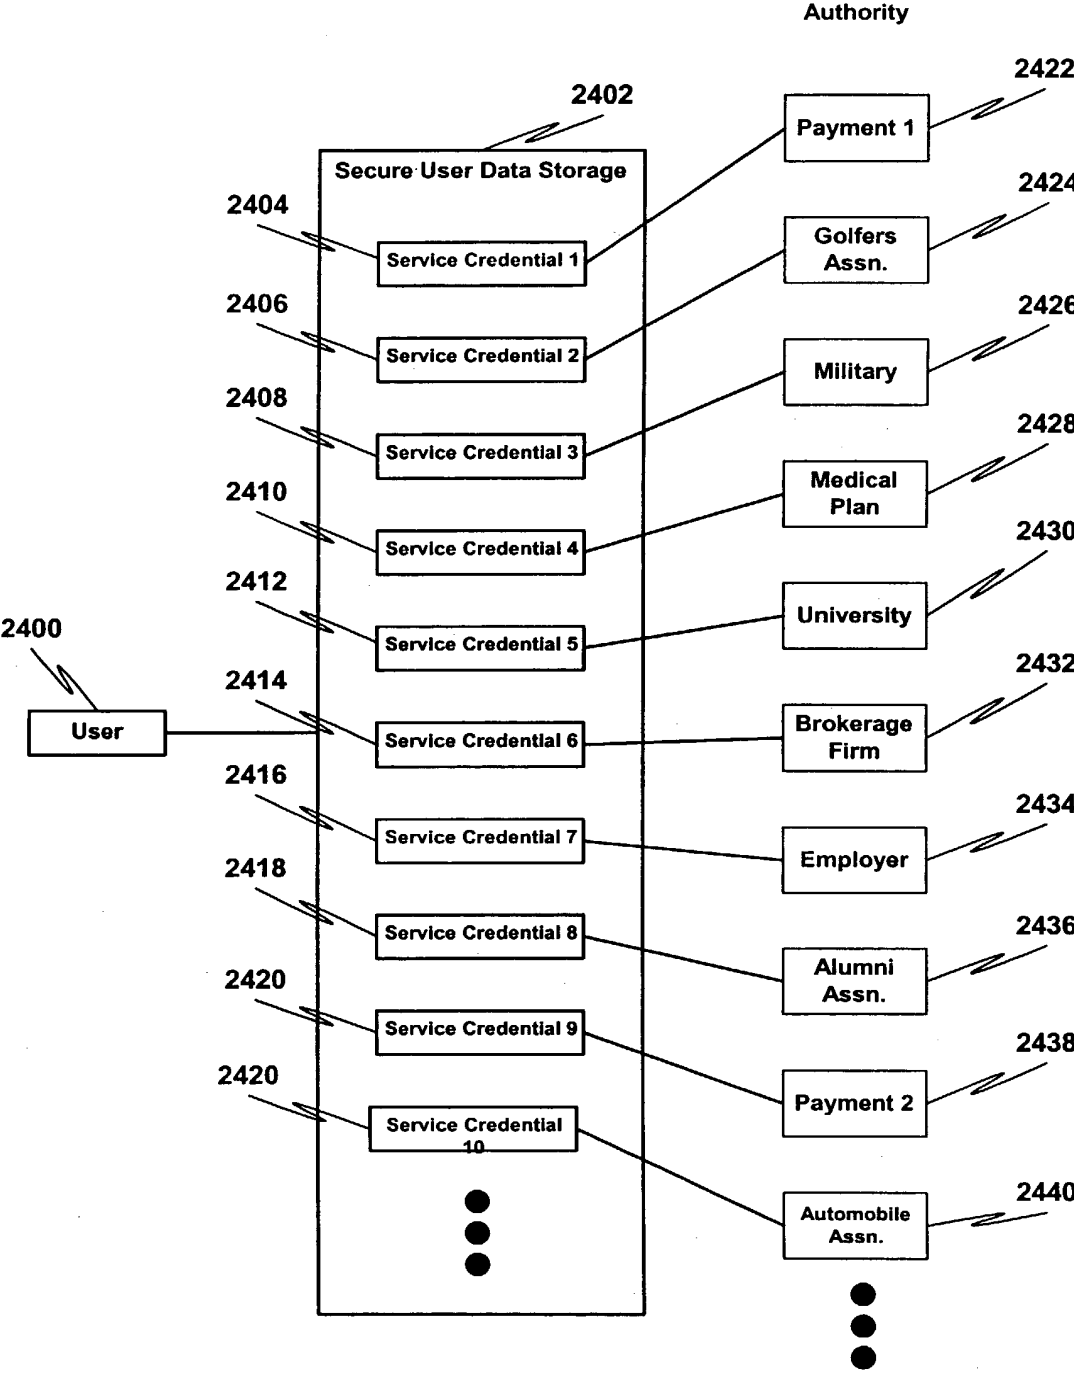 Authority
2422
2402
Payment 1
Secure User Data Storage
2424
2404
Golfers
Assn.
Service Credential 1
2406
2426
Service Credential 2
Military
2408
2428
Service Credential 3
Medical
Plan
2410
2430
Service Credential 4
2412
University
2400
Service Credential 5
2432
2414
User
Brokerage
Firm
Service Credential 6
2416
2434
Service Credential 7
Employer
2418
2436
Service Credential 8
Alumni
Assn.
2420
2438
Service Credential 9
2420
Payment 2
Service Credential
10
2440
Automobile
Assn.